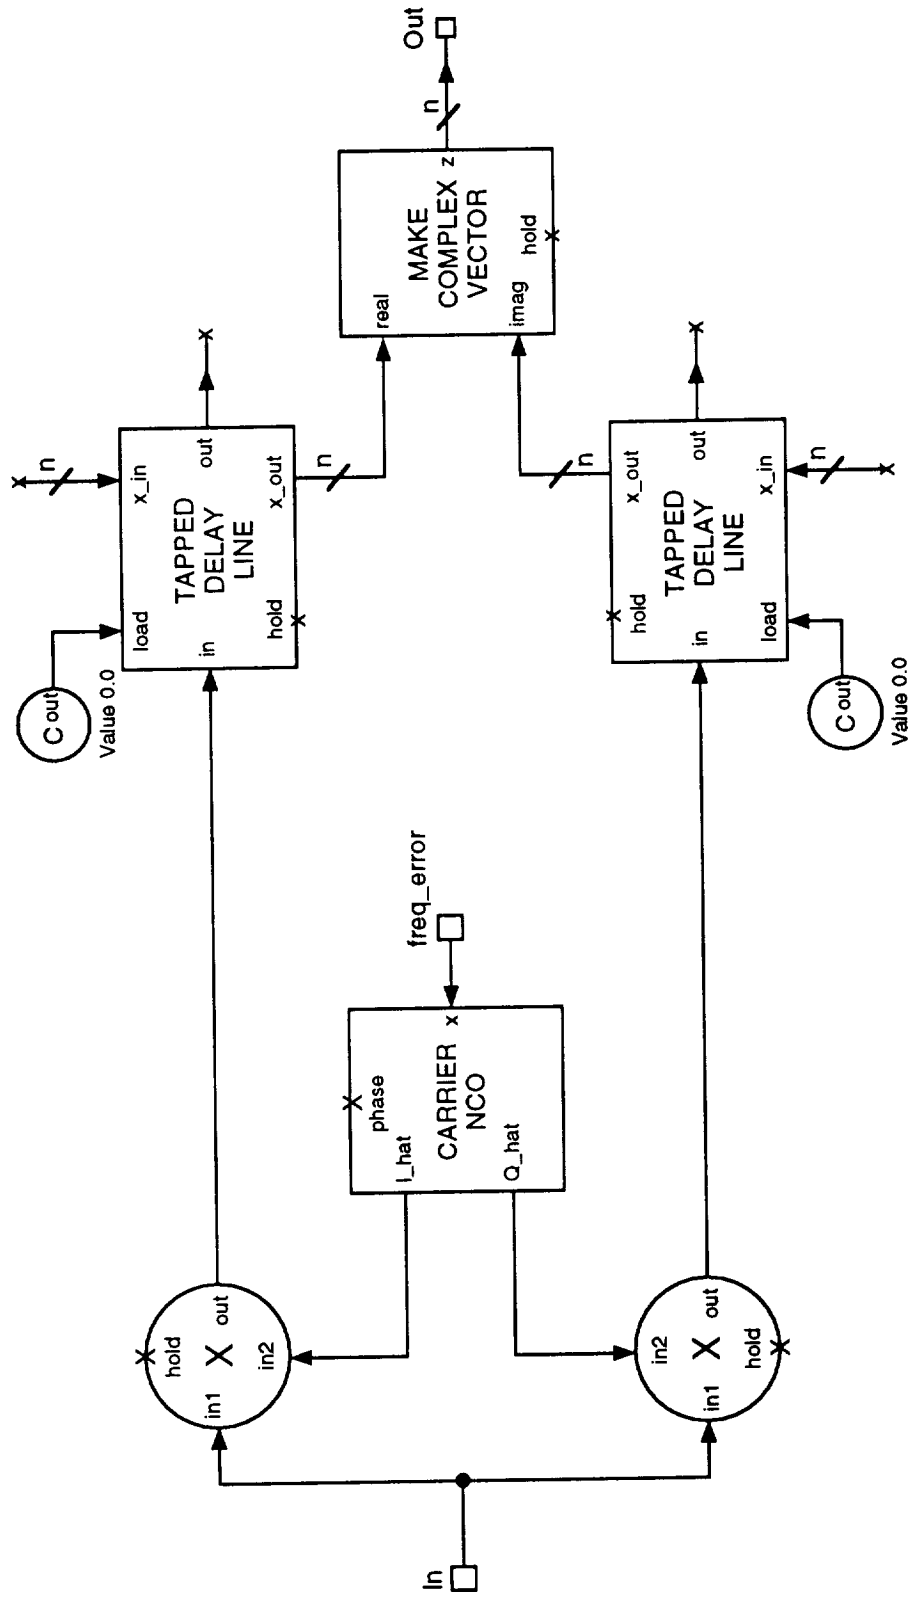 In
in1
X
hold
out
in2
in1
X
in2
out
hold
phase
I_hat
CARRIER
NCO
x
Q_hat
freq_error
C out
Value 0.0
load
x_in
n
in
TAPPED
DELAY
LINE
out
hold
x_out
n
hold
x_out
n
in
TAPPED
DELAY
LINE
out
load
x_in
n
C out
Value 0.0
real
MAKE
COMPLEX
VECTOR
z
imag
hold
n
Out